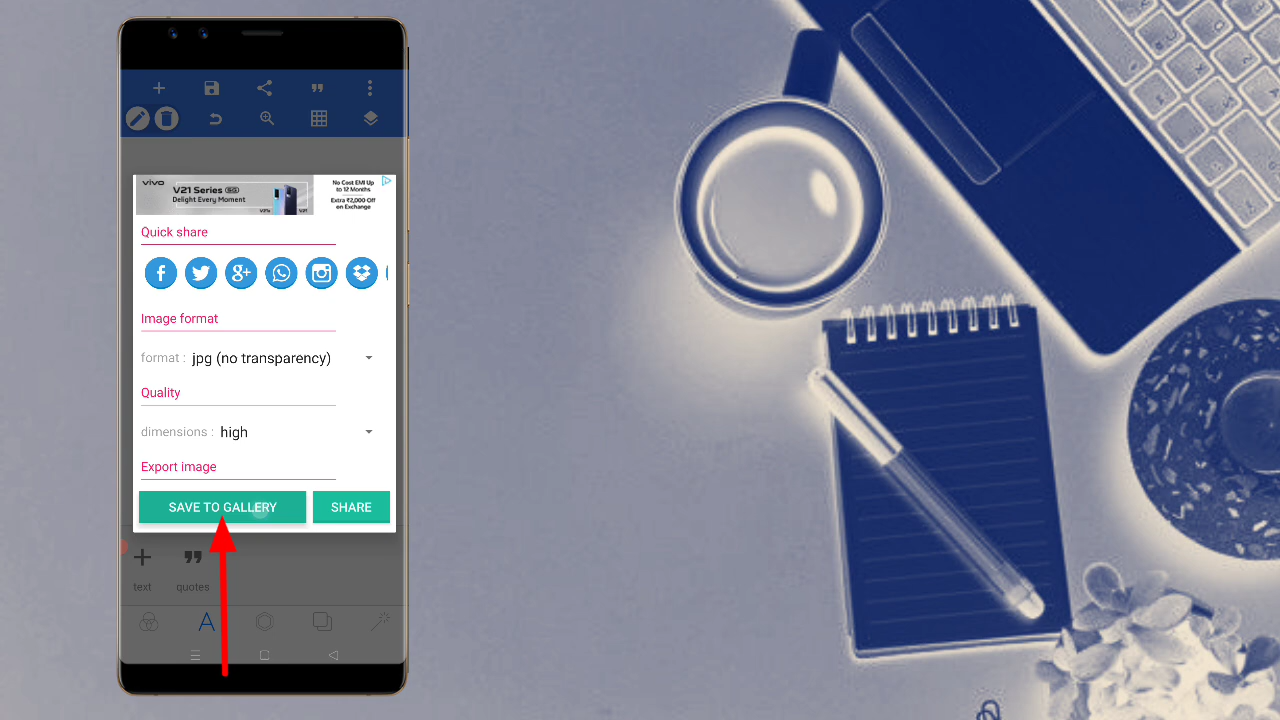 vivo
V21 Series 5G
Delight Every Moment
V21e
V21
No Cost EMI Up
to 12 Months
Extra ₹2,000 Off
on Exchange
Quick share
Image format
format : jpg (no transparency)
Quality
dimensions : high
Export image
SAVE TO GALLERY
SHARE
text
quotes